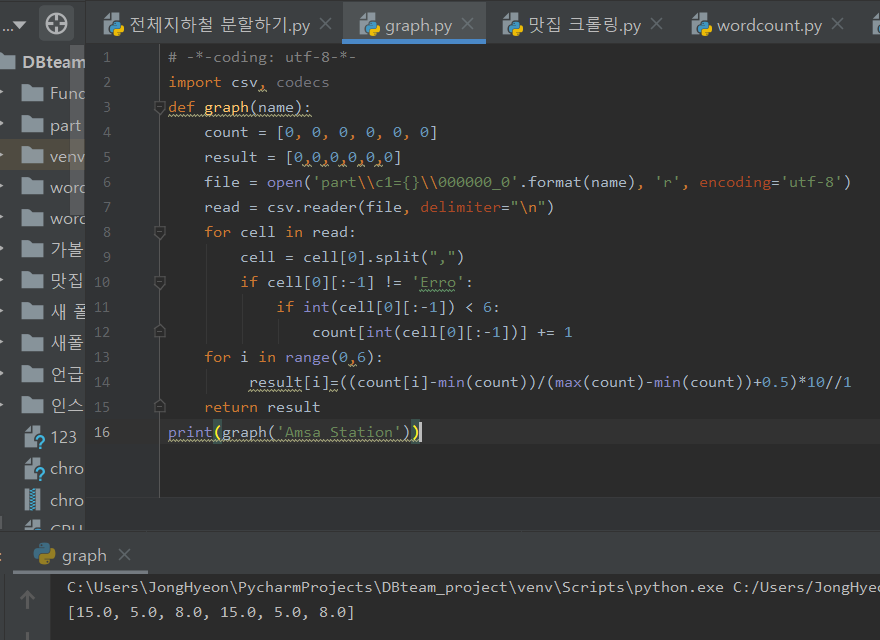 전체지하철 분할하기.py
graph.py
맛집 크롤링.py
wordcount.py
DBteam
Func
part
venv
word
word
가볼
맛집
새 폴
새폴
언급
인스
123
chro
chro
1 # -*-coding: utf-8-*-
2 import csv, codecs
3 def graph(name):
4 count = [0, 0, 0, 0, 0, 0]
5 result = [0,0,0,0,0,0]
6 file = open('part\\c1={}\\000000_0'.format(name), 'r', encoding='utf-8')
7 read = csv.reader(file, delimiter="\n")
8 for cell in read:
9 cell = cell[0].split(",")
10 if cell[0][:-1] != 'Erro':
11 if int(cell[0][:-1]) < 6:
12 count[int(cell[0][:-1])] += 1
13 for i in range(0,6):
14 result[i]=((count[i]-min(count))/(max(count)-min(count))+0.5)*10//1
15 return result
16 print(graph('Amsa Station'))
graph
C:\Users\JongHyeon\PycharmProjects\DBteam_project\venv\Scripts\python.exe C:/Users/JongHyeo
[15.0, 5.0, 8.0, 15.0, 5.0, 8.0]